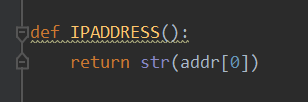 def IPADDRESS():
    return str(addr[0])